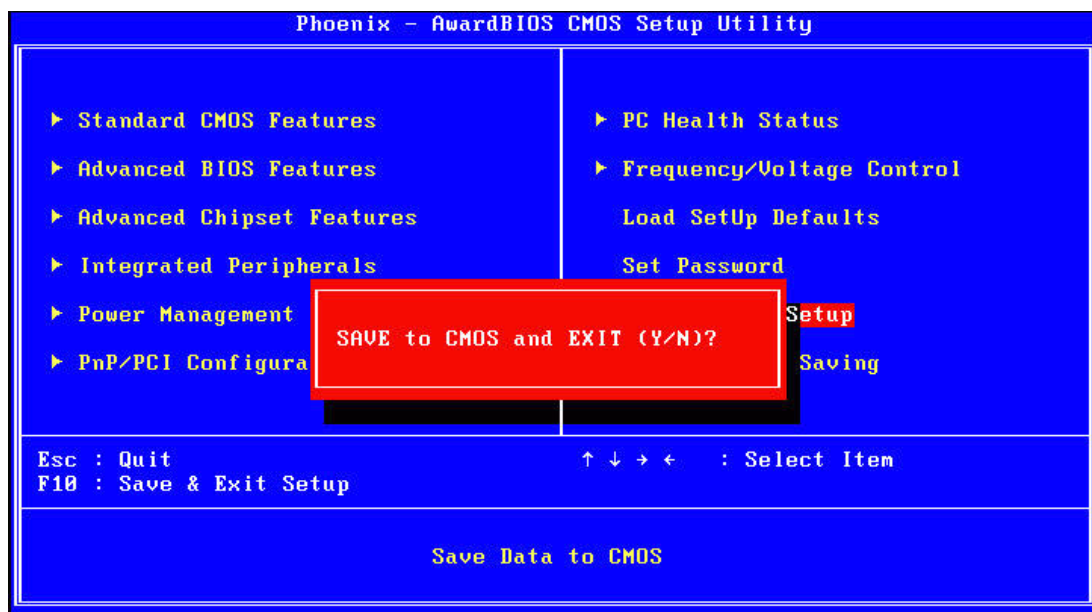 Phoenix - AwardBIOS CMOS Setup Utility
Standard CMOS Features
Advanced BIOS Features
Advanced Chipset Features
Integrated Peripherals
Power Management
PnP/PCI Configura
PC Health Status
Frequency/Voltage Control
Load SetUp Defaults
Set Password
Setup
Saving
SAVE to CMOS and EXIT (Y/N)?
Esc : Quit
F10 : Save & Exit Setup
↑ ↓ → ← : Select Item
Save Data to CMOS